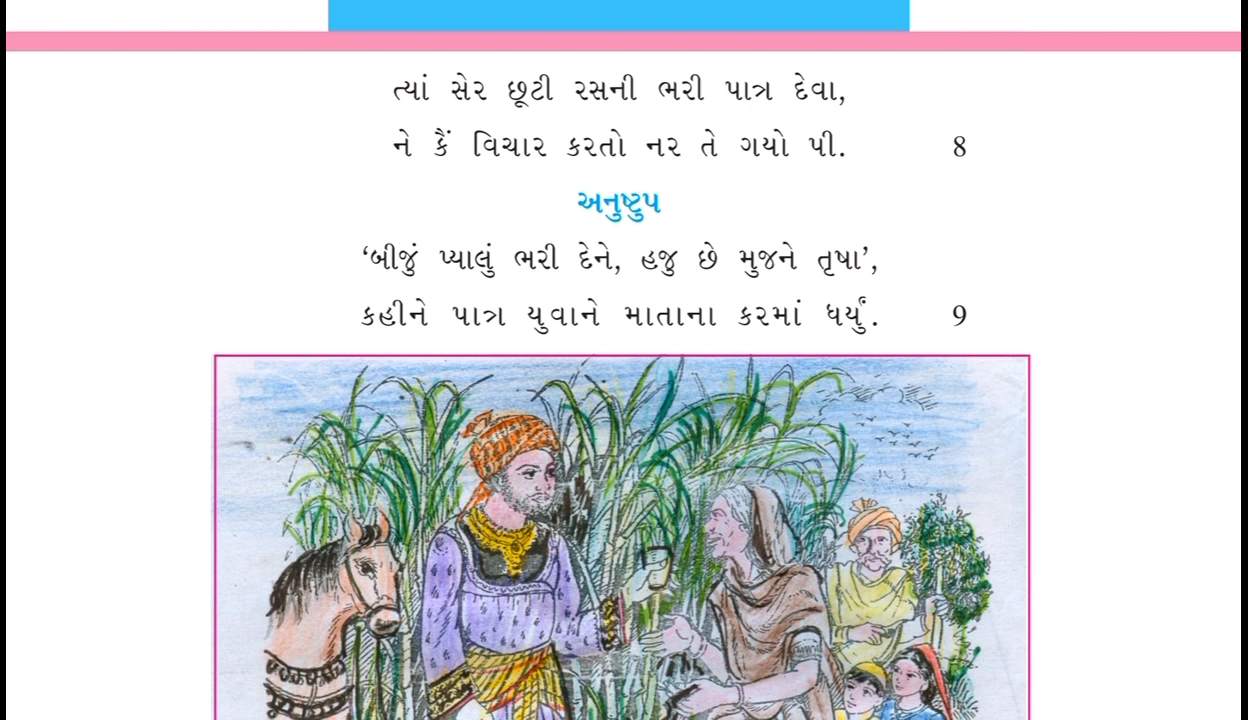 ત્યાં સેર છૂટી રસની ભરી પાત્ર દેવા,
ને કૈં વિચાર કરતો નર તે ગયો પી. 8
અનુષ્ટુપ
‘બીજું પ્યાલું ભરી દેને, હજુ છે મુજને તૃષા’,
કહીને પાત્ર યુવાને માતાના કરમાં ધર્યું. 9